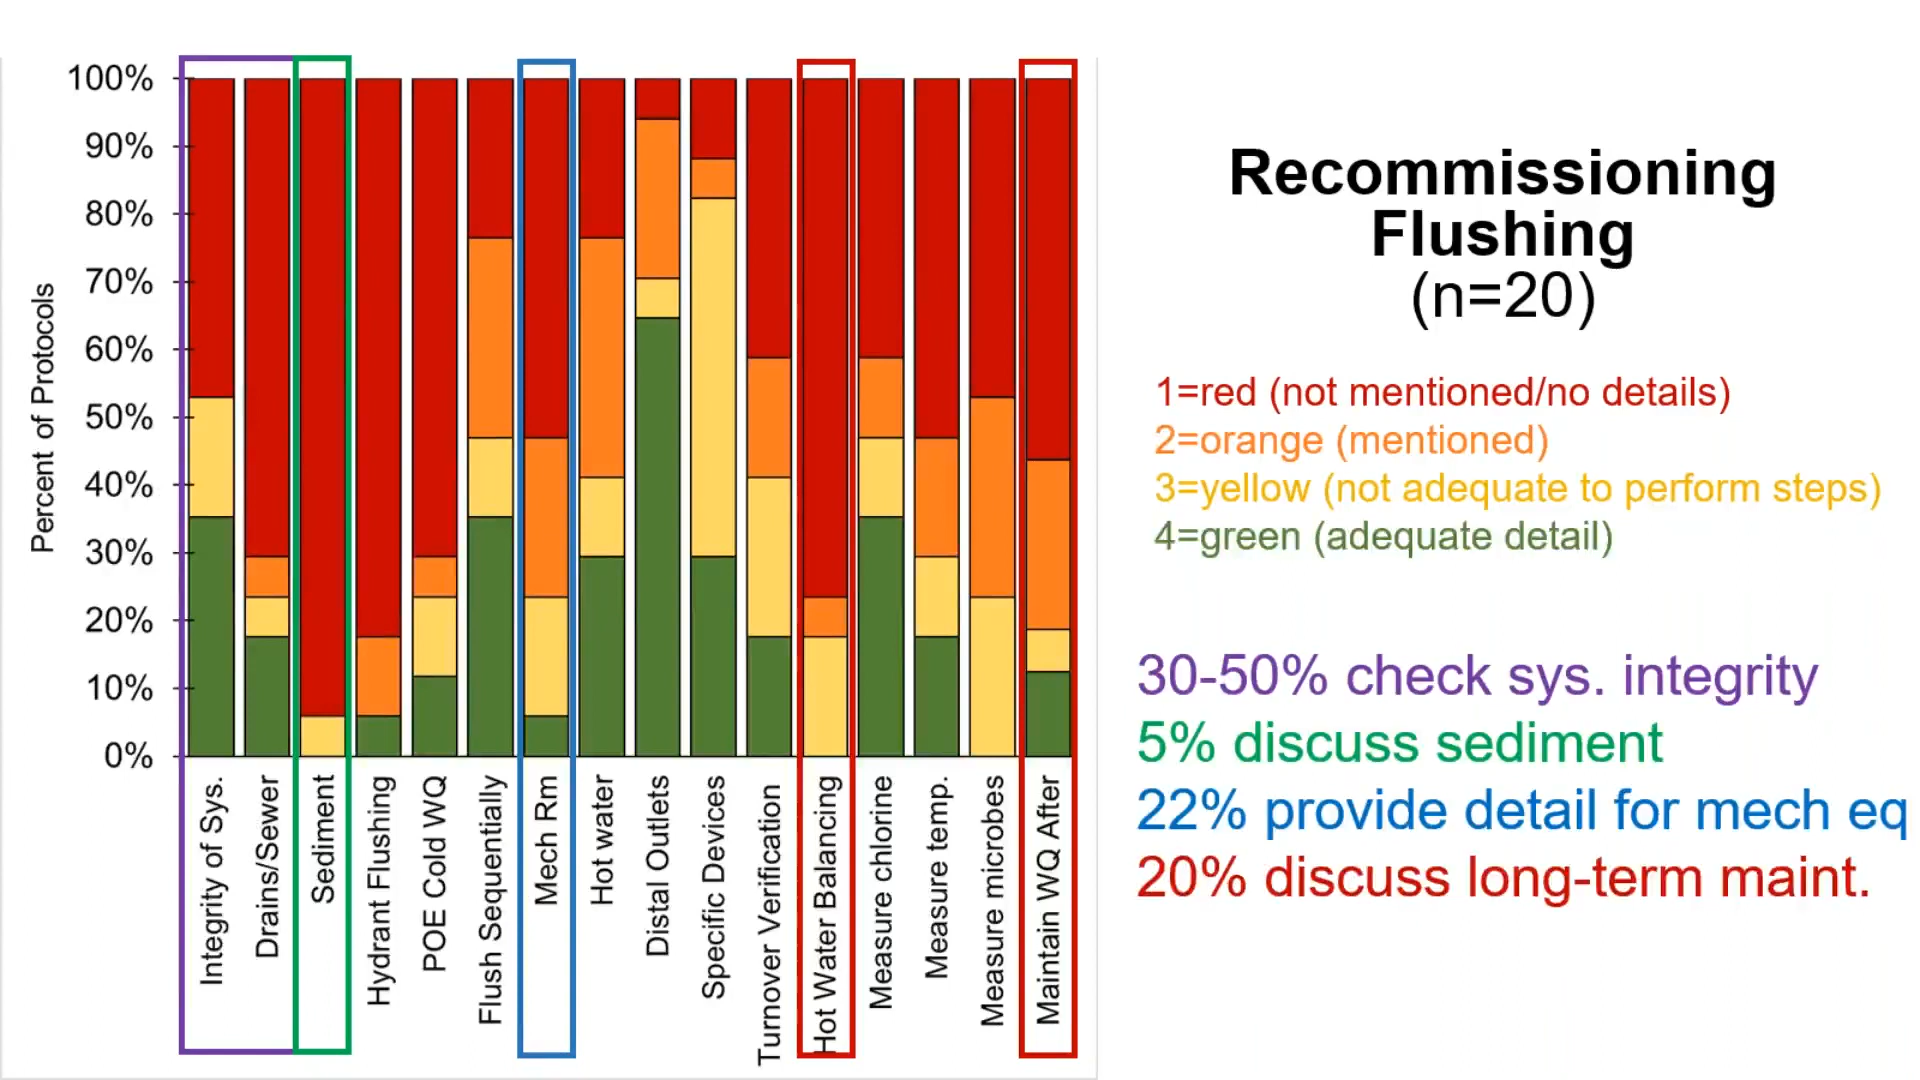 100%
90%
80%
70%
60%
50%
40%
30%
20%
10%
0%
Percent of Protocols
Integrity of Sys.
Drains/Sewer
Sediment
Hydrant Flushing
POE Cold WQ
Flush Sequentially
Mech Rm
Hot water
Distal Outlets
Specific Devices
Turnover Verification
Hot Water Balancing
Measure chlorine
Measure temp.
Measure microbes
Maintain WQ After
Recommissioning
Flushing
(n=20)
1=red (not mentioned/no details)
2=orange (mentioned)
3=yellow (not adequate to perform steps)
4=green (adequate detail)
30-50% check sys. integrity
5% discuss sediment
22% provide detail for mech eq
20% discuss long-term maint.